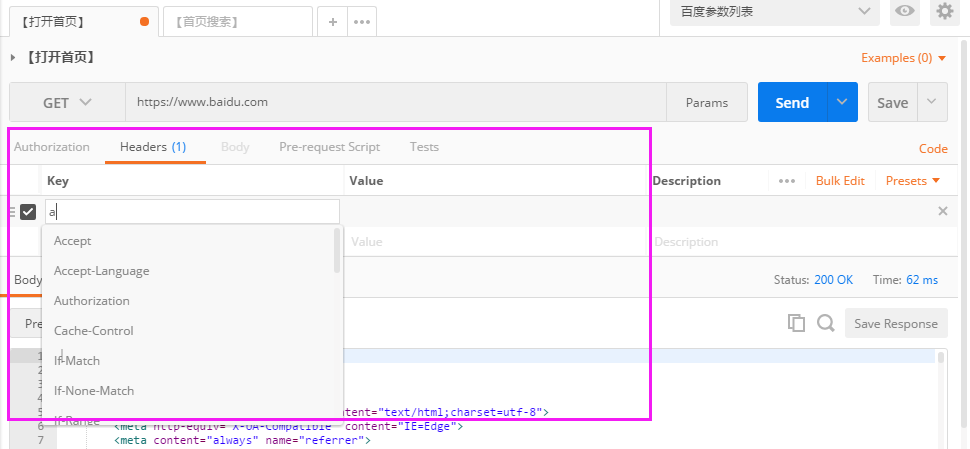 【打开首页】 【首页搜索】 + ••• 百度参数列表
【打开首页】 Examples (0)
GET https://www.baidu.com Params Send Save
Authorization Headers (1) Body Pre-request Script Tests Code
Key Value Description ••• Bulk Edit Presets
a
Value Description
Accept
Accept-Language
Body Status: 200 OK Time: 62 ms
Authorization
Pre Save Response
Cache-Control
1 If-Match
2
3
If-None-Match
4
5 ontent="text/html;charset=utf-8">
If-Range
6 <meta http-equiv="X-UA-Compatible" content="IE=Edge">
7 <meta content="always" name="referrer">